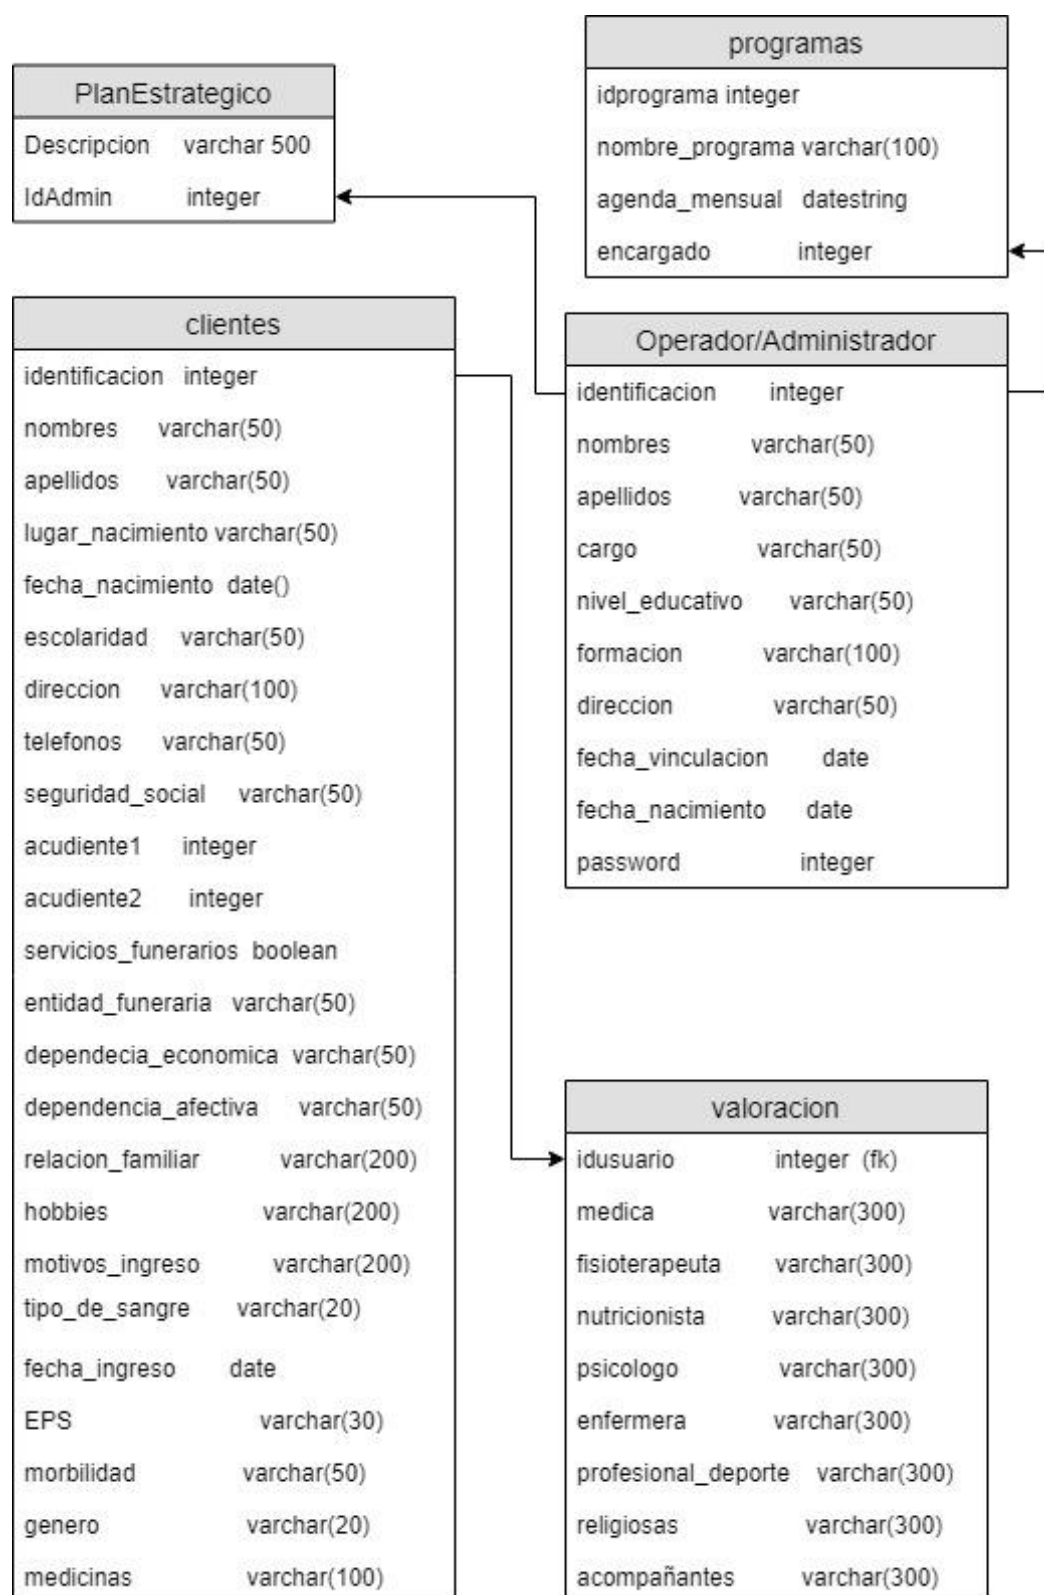 PlanEstrategico
Descripcion varchar 500
IdAdmin integer
programas
idprograma integer
nombre_programa varchar(100)
agenda_mensual datestring
encargado integer
clientes
identificacion integer
nombres varchar(50)
apellidos varchar(50)
lugar_nacimiento varchar(50)
fecha_nacimiento date()
escolaridad varchar(50)
direccion varchar(100)
telefonos varchar(50)
seguridad_social varchar(50)
acudiente1 integer
acudiente2 integer
servicios_funerarios boolean
entidad_funeraria varchar(50)
dependecia_economica varchar(50)
dependencia_afectiva varchar(50)
relacion_familiar varchar(200)
hobbies varchar(200)
motivos_ingreso varchar(200)
tipo_de_sangre varchar(20)
fecha_ingreso date
EPS varchar(30)
morbilidad varchar(50)
genero varchar(20)
medicinas varchar(100)
Operador/Administrador
identificacion integer
nombres varchar(50)
apellidos varchar(50)
cargo varchar(50)
nivel_educativo varchar(50)
formacion varchar(100)
direccion varchar(50)
fecha_vinculacion date
fecha_nacimiento date
password integer
valoracion
idusuario integer (fk)
medica varchar(300)
fisioterapeuta varchar(300)
nutricionista varchar(300)
psicologo varchar(300)
enfermera varchar(300)
profesional_deporte varchar(300)
religiosas varchar(300)
acompañantes varchar(300)